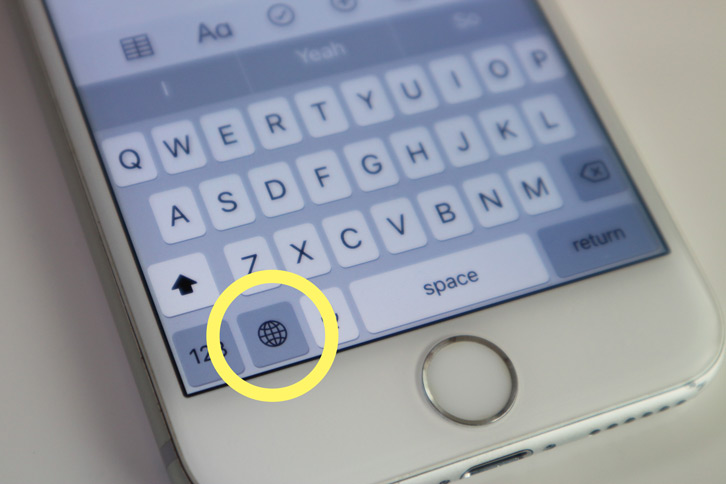 Aa
I Yeah So
Q W E R T Y U I O P
A S D F G H J K L
Z X C V B N M
123 space return